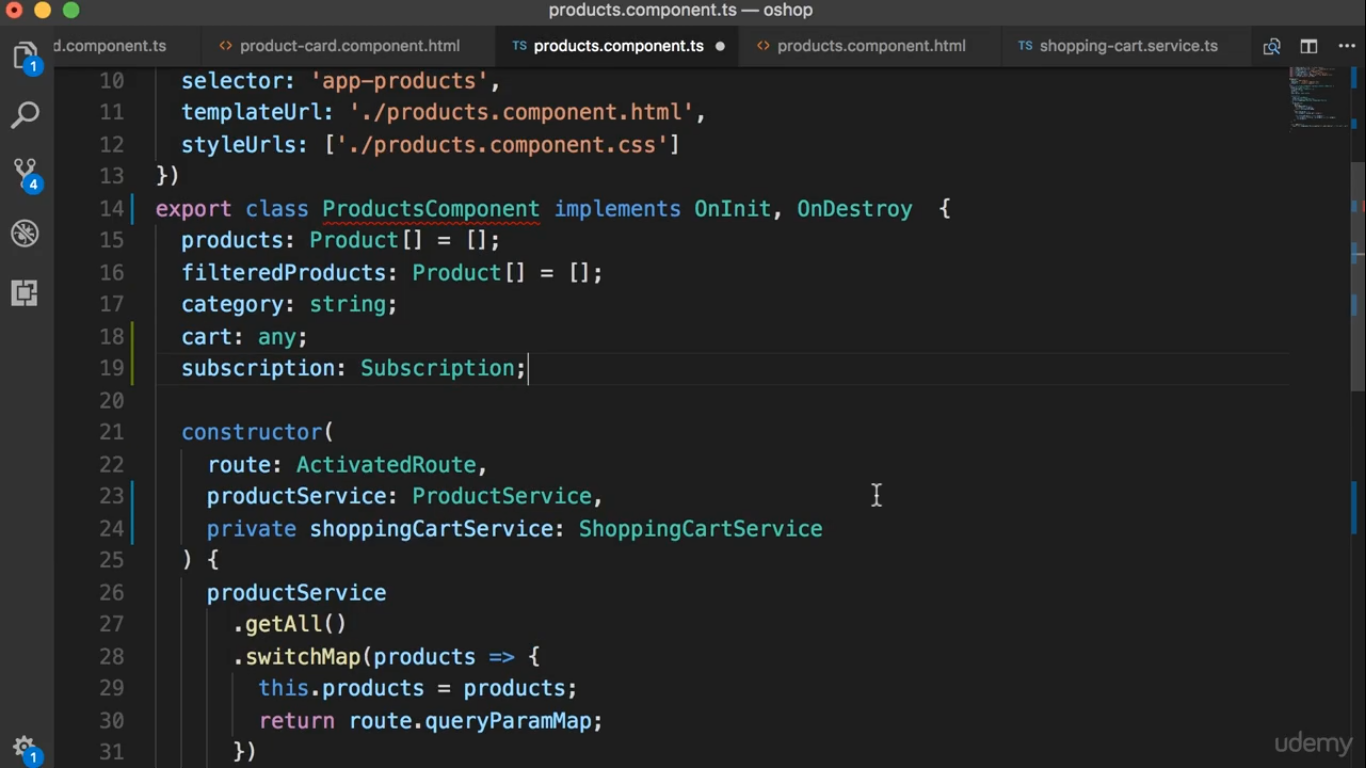 products.component.ts — oshop
d.component.ts
<> product-card.component.html
TS products.component.ts ●
<> products.component.html
TS shopping-cart.service.ts
1
4
1
10 selector: 'app-products',
11 templateUrl: './products.component.html',
12 styleUrls: ['./products.component.css']
13 })
14 export class ProductsComponent implements OnInit, OnDestroy {
15 products: Product[] = [];
16 filteredProducts: Product[] = [];
17 category: string;
18 cart: any;
19 subscription: Subscription;
20
21 constructor(
22 route: ActivatedRoute,
23 productService: ProductService,
24 private shoppingCartService: ShoppingCartService
25 ) {
26 productService
27 .getAll()
28 .switchMap(products => {
29 this.products = products;
30 return route.queryParamMap;
31 })
udemy